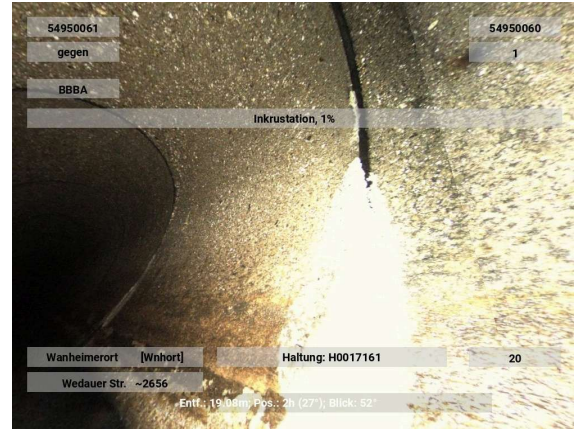 54950061
54950060
gegen
1
BBBA
Inkrustation, 1%
Wanheimerort [Wnhort]
Haltung: H0017161
20
Wedauer Str. ~2656
Entf.: 19.08m; Pos.: 2h (27°); Blick: 52°